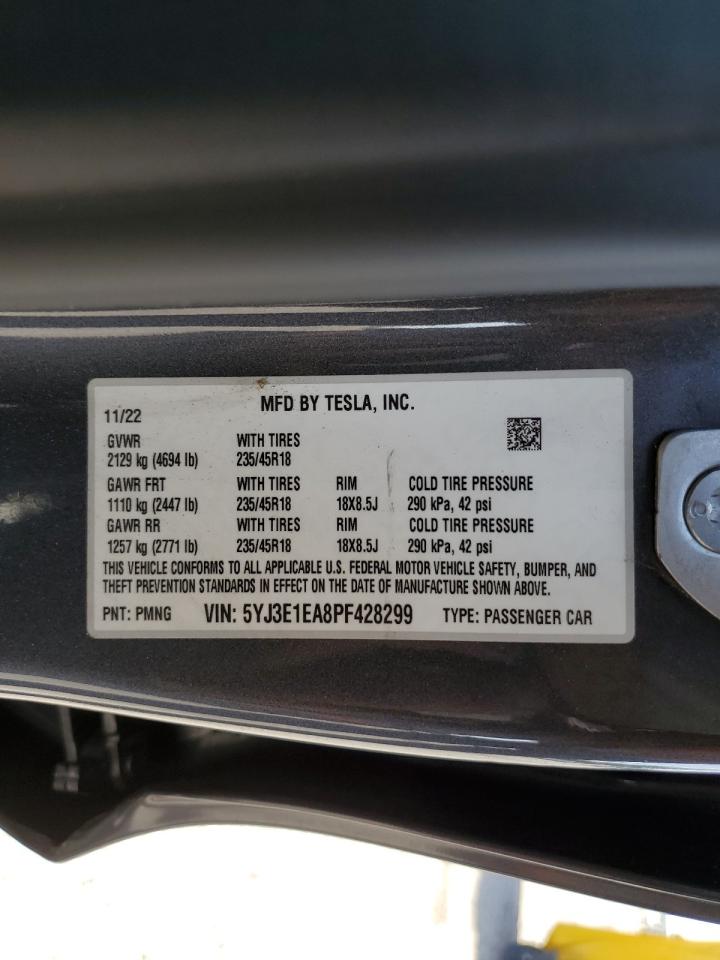 MFD BY TESLA, INC.
11/22
GVWR WITH TIRES
2129 kg (4694 lb) 235/45R18
GAWR FRT WITH TIRES RIM COLD TIRE PRESSURE
1110 kg (2447 lb) 235/45R18 18X8.5J 290 kPa, 42 psi
GAWR RR WITH TIRES RIM COLD TIRE PRESSURE
1257 kg (2771 lb) 235/45R18 18X8.5J 290 kPa, 42 psi
THIS VEHICLE CONFORMS TO ALL APPLICABLE U.S. FEDERAL MOTOR VEHICLE SAFETY, BUMPER, AND
THEFT PREVENTION STANDARDS IN EFFECT ON THE DATE OF MANUFACTURE SHOWN ABOVE.
PNT: PMNG VIN: 5YJ3E1EA8PF428299 TYPE: PASSENGER CAR